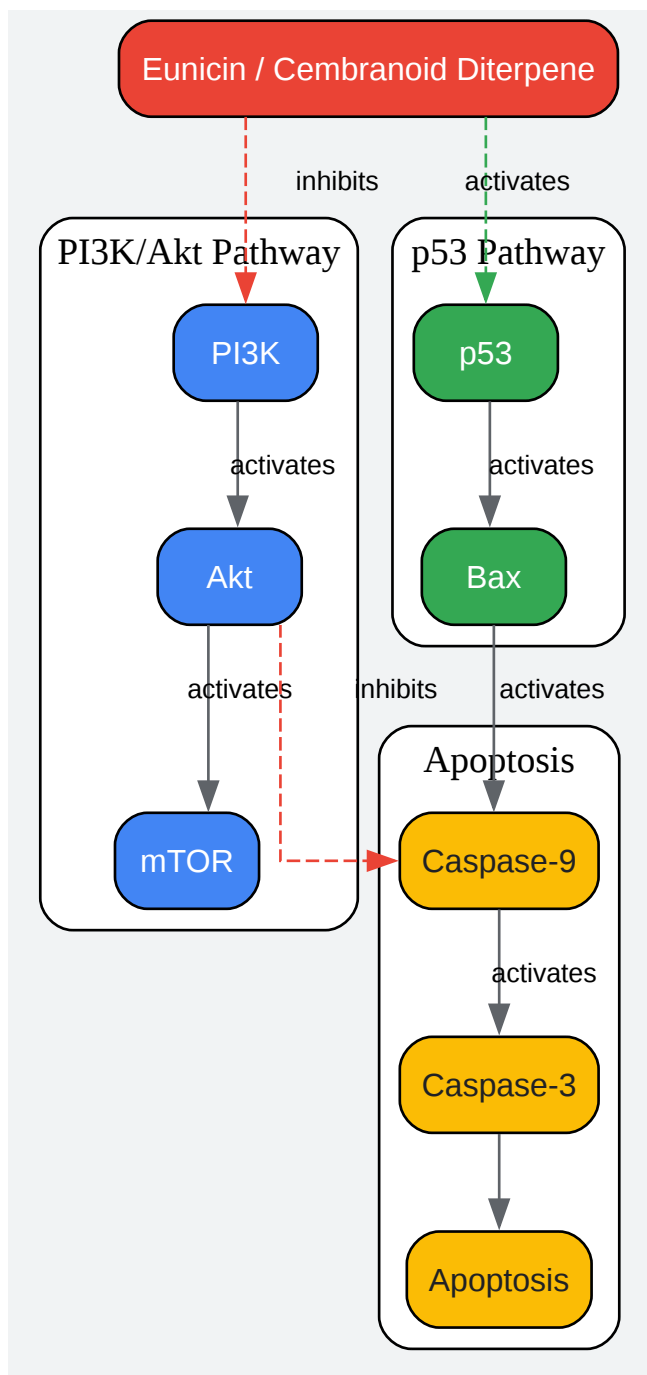 Eunicin / Cembranoid Diterpene
inhibits
activates
PI3K/Akt Pathway
p53 Pathway
PI3K
p53
activates
activates
Akt
Bax
activates
inhibits
activates
Apoptosis
mTOR
Caspase-9
activates
Caspase-3
Apoptosis